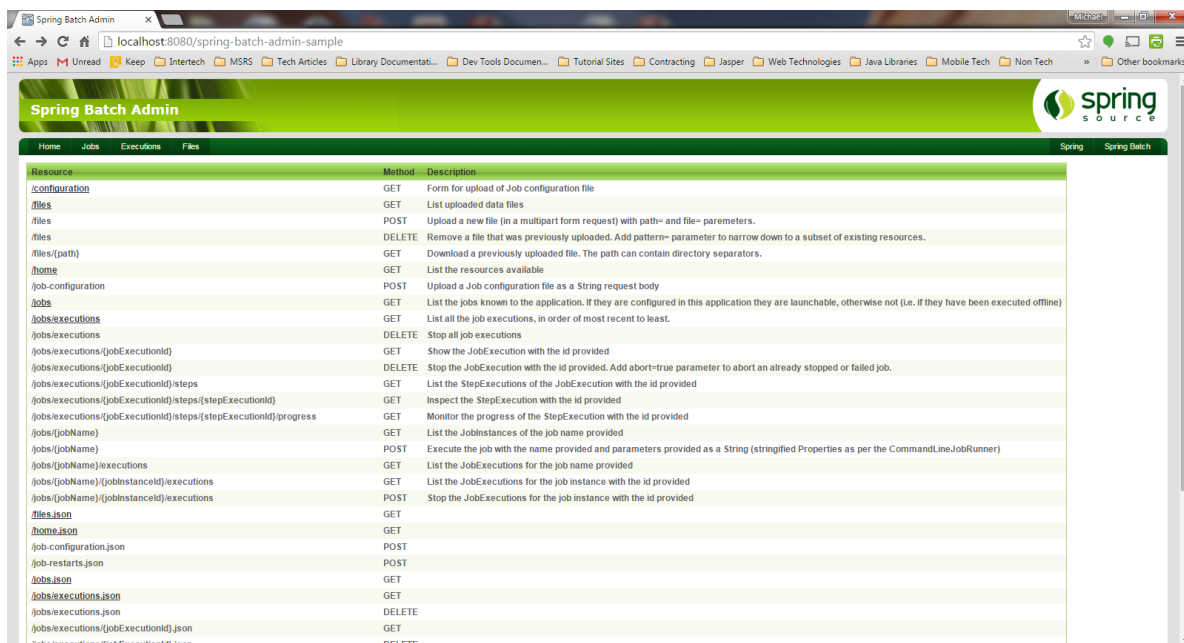 Spring Batch Admin
Michael
localhost:8080/spring-batch-admin-sample
Apps Unread Keep Intertech MSRS Tech Articles Library Documentati... Dev Tools Documen... Tutorial Sites Contracting Jasper Web Technologies Java Libraries Mobile Tech Non Tech » Other bookmarks
Spring Batch Admin
spring
source
Home Jobs Executions Files Spring Spring Batch
Resource Method Description
/configuration GET Form for upload of Job configuration file
/files GET List uploaded data files
/files POST Upload a new file (in a multipart form request) with path= and file= paremeters.
/files DELETE Remove a file that was previously uploaded. Add pattern= parameter to narrow down to a subset of existing resources.
/files/{path} GET Download a previously uploaded file. The path can contain directory separators.
/home GET List the resources available
/job-configuration POST Upload a Job configuration file as a String request body
/jobs GET List the jobs known to the application. If they are configured in this application they are launchable, otherwise not (i.e. if they have been executed offline)
/jobs/executions GET List all the job executions, in order of most recent to least.
/jobs/executions DELETE Stop all job executions
/jobs/executions/{jobExecutionId} GET Show the JobExecution with the id provided
/jobs/executions/{jobExecutionId} DELETE Stop the JobExecution with the id provided. Add abort=true parameter to abort an already stopped or failed job.
/jobs/executions/{jobExecutionId}/steps GET List the StepExecutions of the JobExecution with the id provided
/jobs/executions/{jobExecutionId}/steps/{stepExecutionId} GET Inspect the StepExecution with the id provided
/jobs/executions/{jobExecutionId}/steps/{stepExecutionId}/progress GET Monitor the progress of the StepExecution with the id provided
/jobs/{jobName} GET List the JobInstances of the job name provided
/jobs/{jobName} POST Execute the job with the name provided and parameters provided as a String (stringified Properties as per the CommandLineJobRunner)
/jobs/{jobName}/executions GET List the JobExecutions for the job name provided
/jobs/{jobName}/{jobInstanceId}/executions GET List the JobExecutions for the job instance with the id provided
/jobs/{jobName}/{jobInstanceId}/executions POST Stop the JobExecutions for the job instance with the id provided
/files.json GET
/home.json GET
/job-configuration.json POST
/job-restarts.json POST
/jobs.json GET
/jobs/executions.json GET
/jobs/executions.json DELETE
/jobs/executions/{jobExecutionId}.json GET